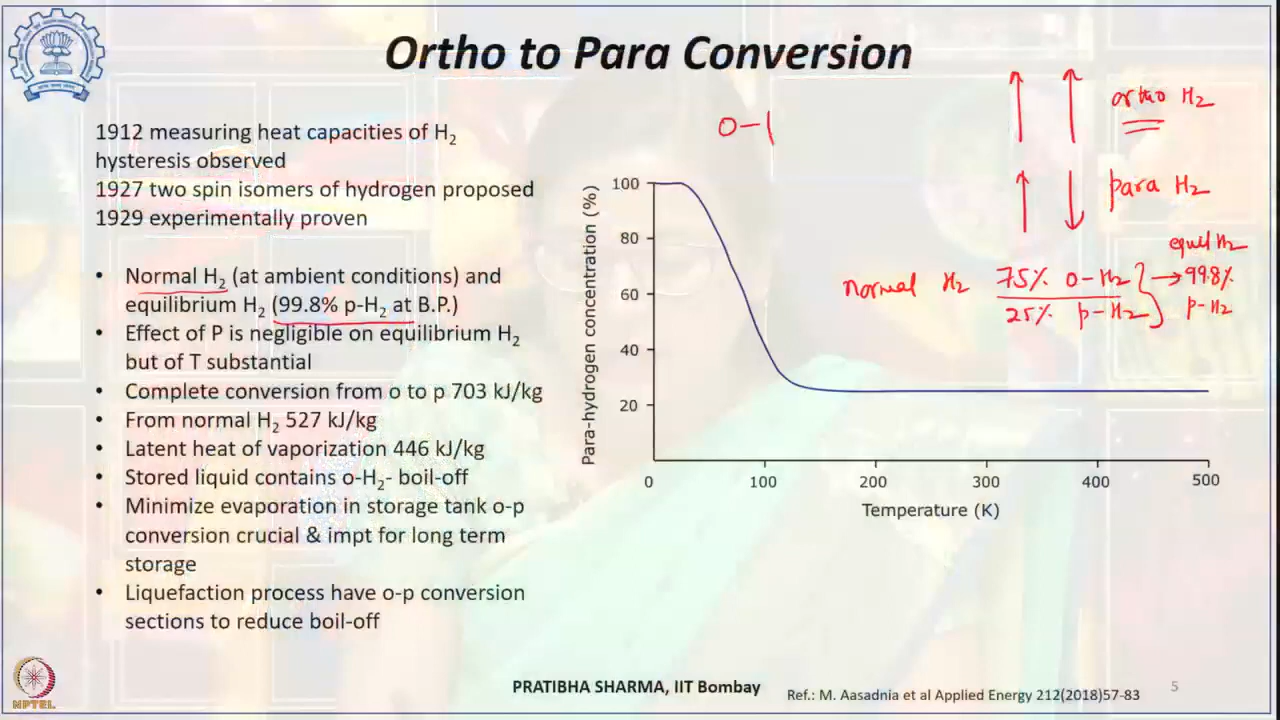 Ortho to Para Conversion
1912 measuring heat capacities of H2
hysteresis observed
1927 two spin isomers of hydrogen proposed
1929 experimentally proven
• Normal H2 (at ambient conditions) and
equilibrium H2 (99.8% p-H2 at B.P.)
• Effect of P is negligible on equilibrium H2
but of T substantial
• Complete conversion from o to p 703 kJ/kg
• From normal H2 527 kJ/kg
• Latent heat of vaporization 446 kJ/kg
• Stored liquid contains o-H2- boil-off
• Minimize evaporation in storage tank o-p
conversion crucial & impt for long term
storage
• Liquefaction process have o-p conversion
sections to reduce boil-off
0-1
ortho H2
para H2
equil H2
normal H2 75% o-H2 → 99.8%
25% p-H2 p-H2
Para-hydrogen concentration (%)
100
80
60
40
20
0 100 200 300 400 500
Temperature (K)
NPTEL
PRATIBHA SHARMA, IIT Bombay
Ref.: M. Aasadnia et al Applied Energy 212(2018)57-83
5